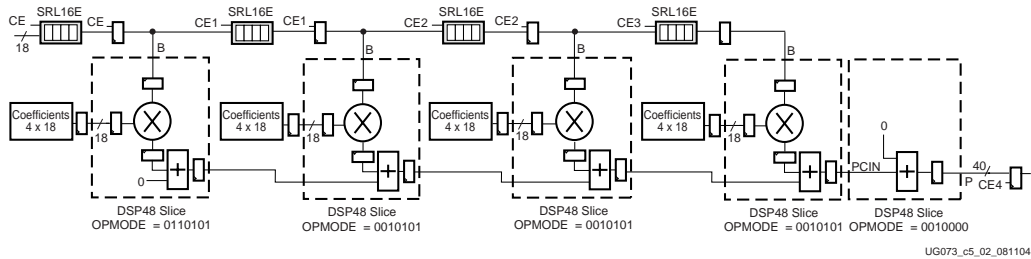 SRL16E SRL16E SRL16E SRL16E
CE CE CE1 CE1 CE2 CE2 CE3
18
B B B B
Coefficients
4 x 18
Coefficients
4 x 18
Coefficients
4 x 18
Coefficients
4 x 18
18 18 18 18
0
0
PCIN
40
P CE4
DSP48 Slice
OPMODE = 0110101
DSP48 Slice
OPMODE = 0010101
DSP48 Slice
OPMODE = 0010101
DSP48 Slice
OPMODE = 0010101
DSP48 Slice
OPMODE = 0010000
UG073_c5_02_081104